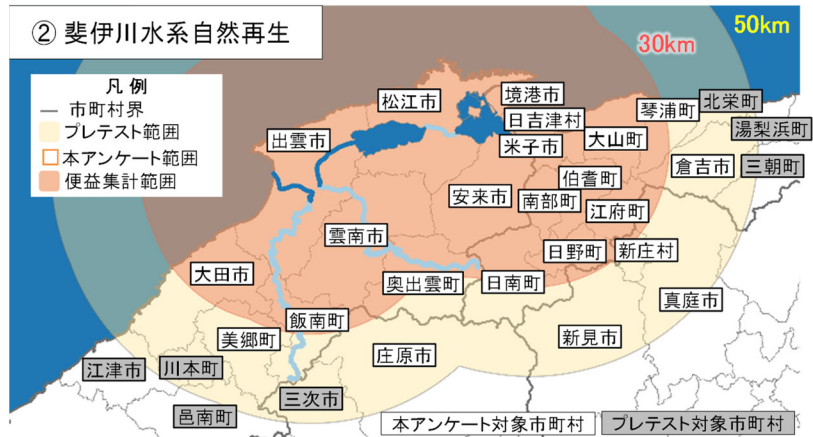 ② 斐伊川水系自然再生
50km
30km
凡 例
市町村界
プレテスト範囲
本アンケート範囲
便益集計範囲
松江市
境港市
北栄町
琴浦町
日吉津村
湯梨浜町
出雲市
大山町
米子市
倉吉市
三朝町
伯耆町
安来市
南部町
江府町
雲南市
日野町
新庄村
大田市
奥出雲町
日南町
真庭市
飯南町
美郷町
新見市
庄原市
江津市
川本町
三次市
邑南町
本アンケート対象市町村
プレテスト対象市町村